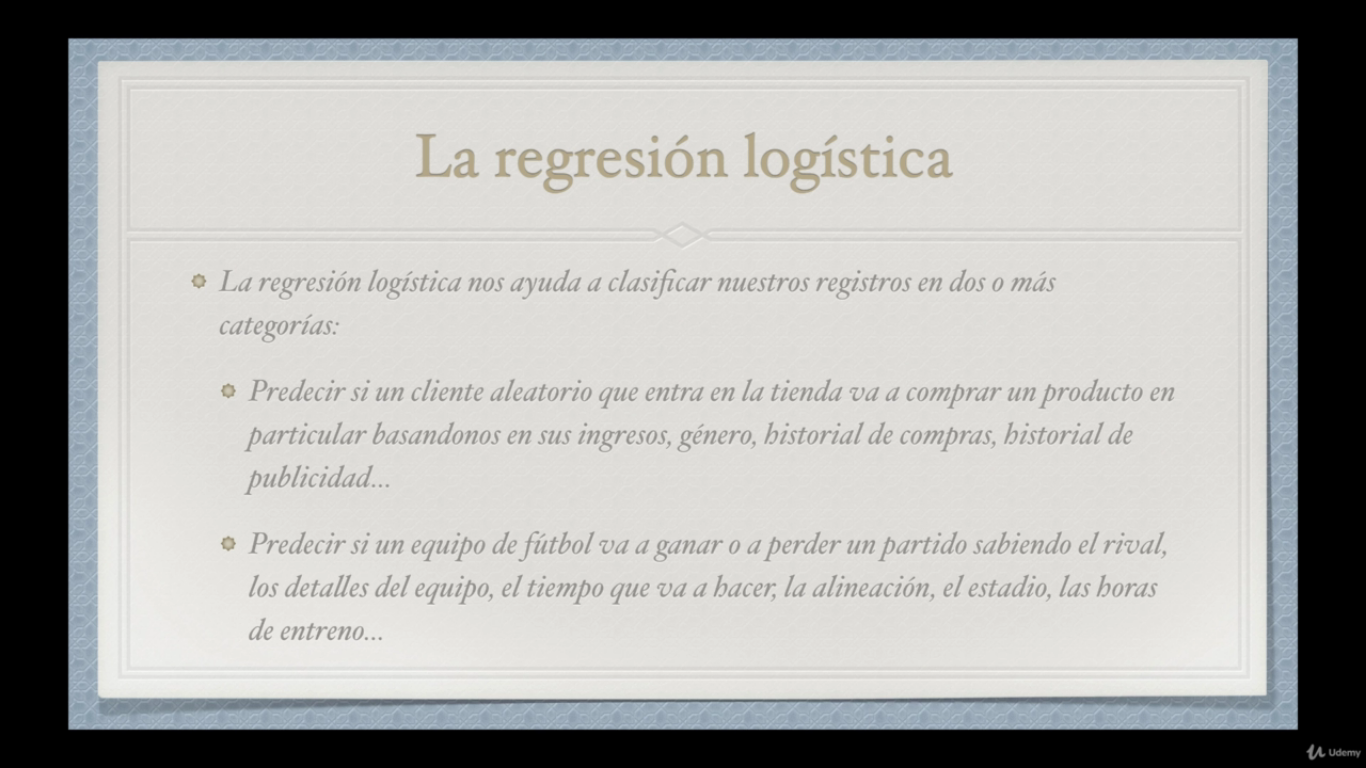 La regresión logística
La regresión logística nos ayuda a clasificar nuestros registros en dos o más
categorías:
Predecir si un cliente aleatorio que entra en la tienda va a comprar un producto en
particular basandonos en sus ingresos, género, historial de compras, historial de
publicidad...
Predecir si un equipo de fútbol va a ganar o a perder un partido sabiendo el rival,
los detalles del equipo, el tiempo que va a hacer, la alineación, el estadio, las horas
de entreno...
Udemy